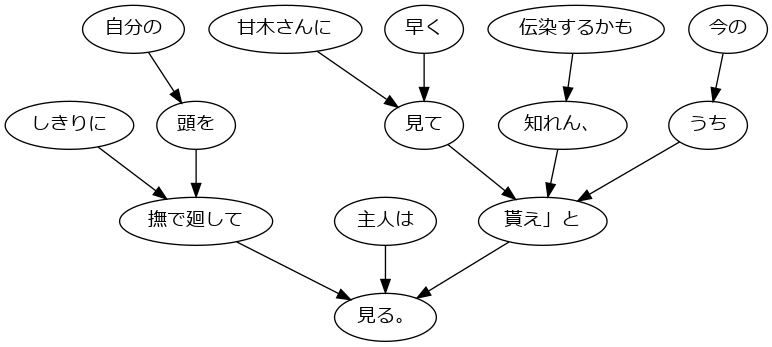 自分の
甘木さんに
早く
伝染するかも
今の
しきりに
頭を
見て
知れん、
うち
撫で廻して
主人は
貰え」と
見る。